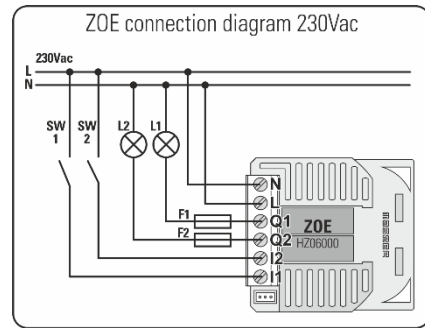 ZOE connection diagram 230Vac
230Vac
L
N
SW 1
SW 2
L2
L1
N
L
F1
Q1
F2
Q2
I2
I1
ZOE
HZ06000